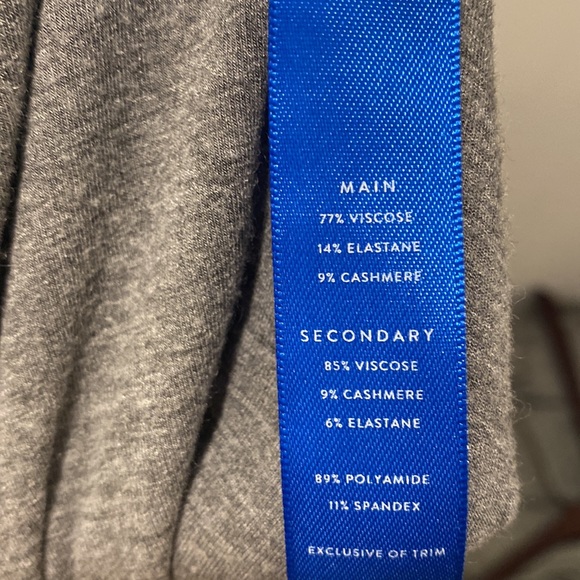 MAIN
77% VISCOSE
14% ELASTANE
9% CASHMERE
SECONDARY
85% VISCOSE
9% CASHMERE
6% ELASTANE
89% POLYAMIDE
11% SPANDEX
EXCLUSIVE OF TRIM